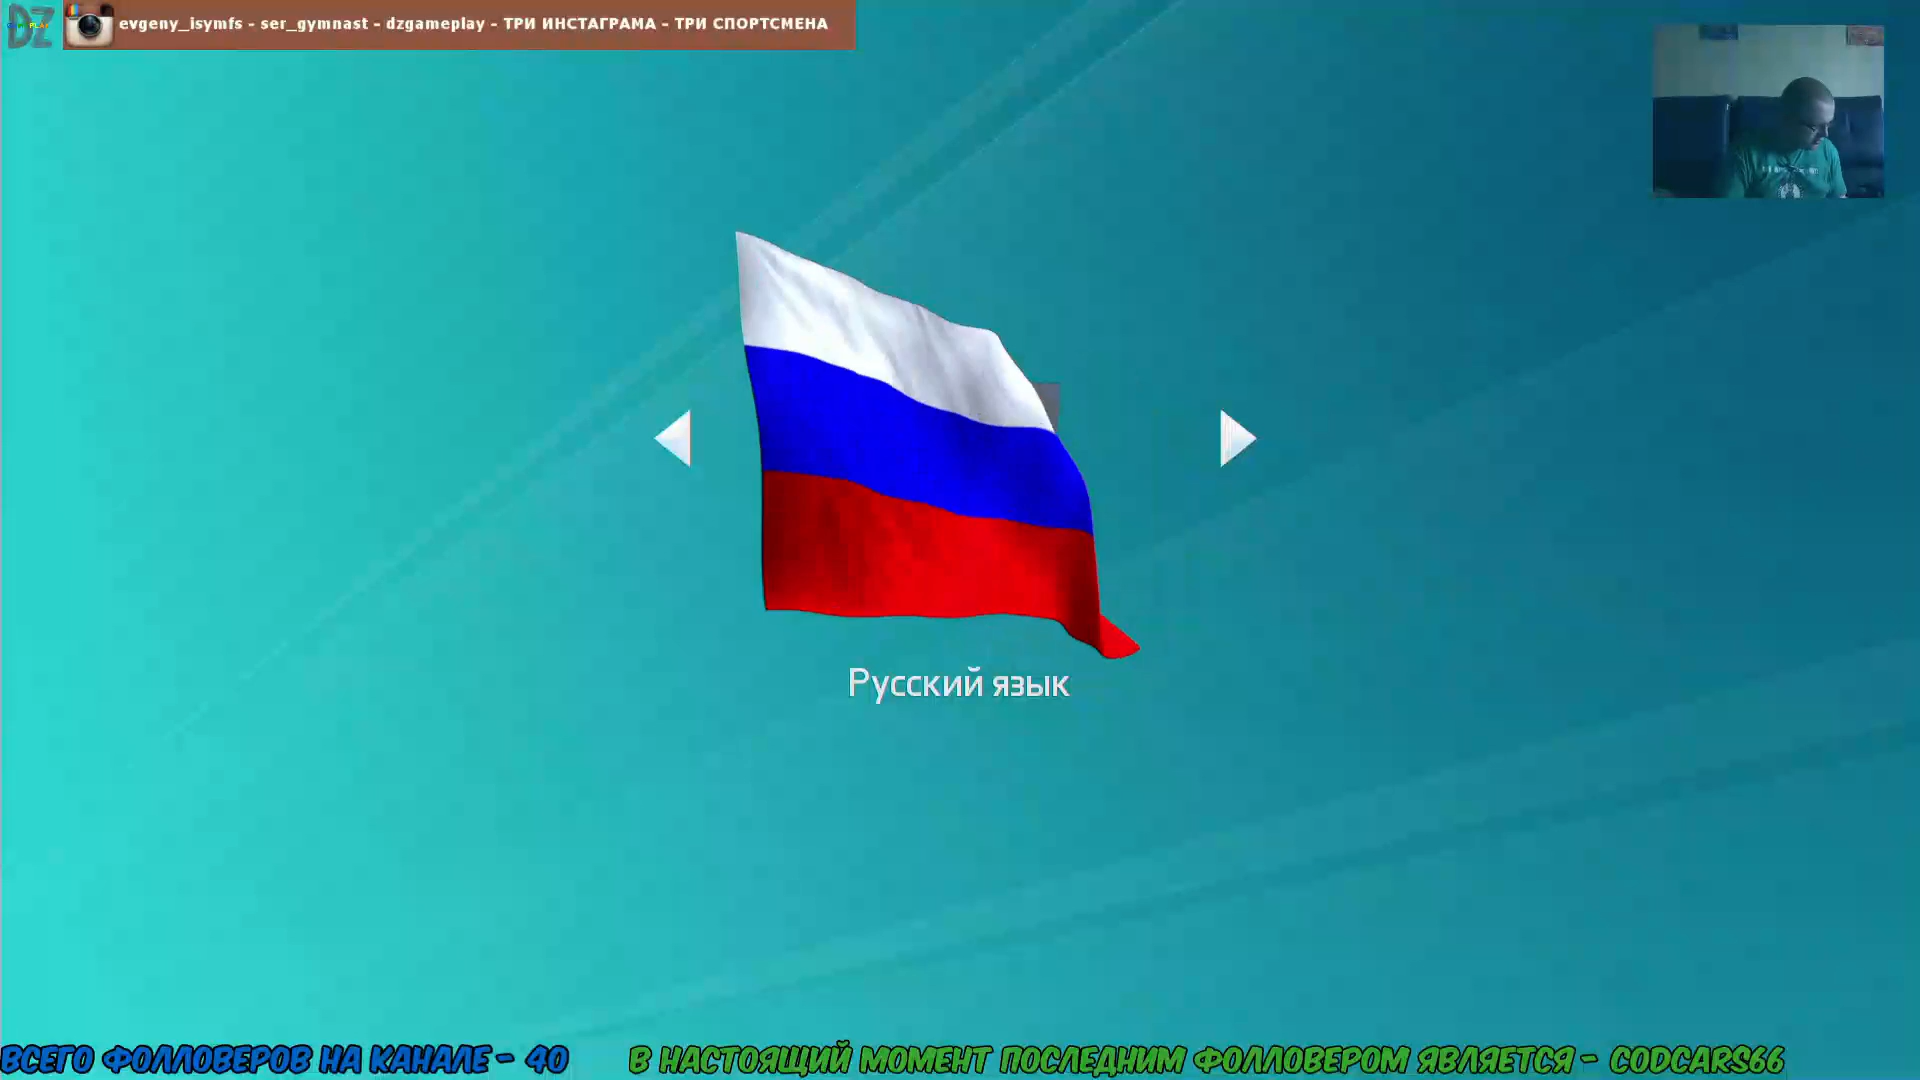 DZ
evgeny_isymfs - ser_gymnast - dzgameplay - ТРИ ИНСТАГРАМА - ТРИ СПОРТСМЕНА
Русский язык
ВСЕГО ФОЛЛОВЕРОВ НА КАНАЛЕ - 40
В НАСТОЯЩИЙ МОМЕНТ ПОСЛЕДНИМ ФОЛЛОВЕРОМ ЯВЛЯЕТСЯ - CODCARS66